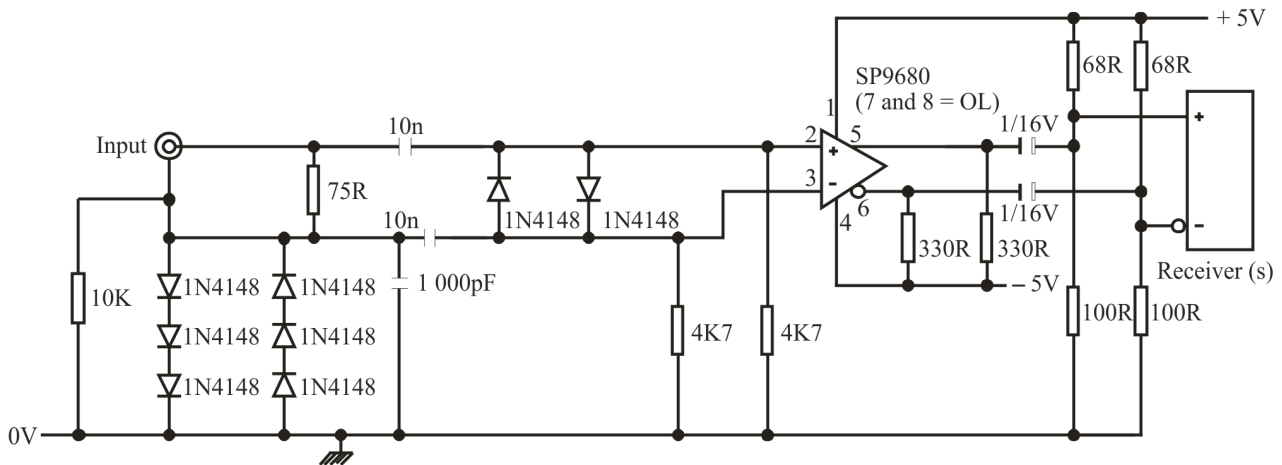 + 5V
68R
68R
SP9680
(7 and 8 = OL)
1
1/16V
+
Input
10n
2
+
5
75R
3
-
10n
1N4148
1N4148
6
1/16V
4
-
330R
330R
Receiver (s)
10K
1N4148
1N4148
1 000pF
– 5V
100R
100R
1N4148
1N4148
4K7
4K7
1N4148
1N4148
0V